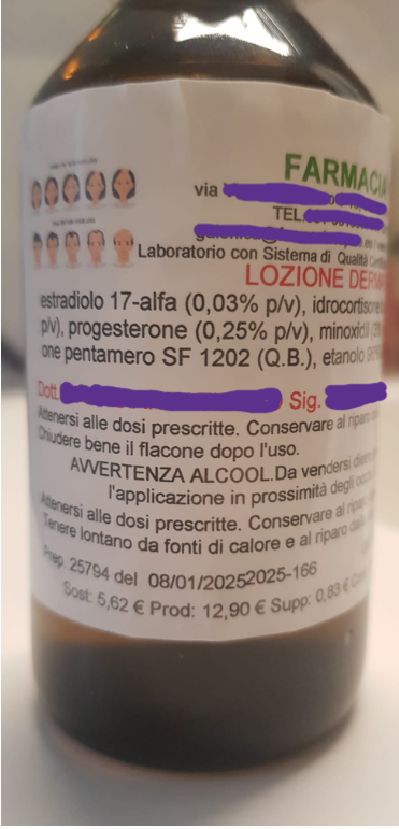 FARMACIA
via
TEL.
Laboratorio con Sistema di Qualità
LOZIONE
estradiolo 17-alfa (0,03% p/v), idrocortisone
p/v), progesterone (0,25% p/v), minoxidil
one pentamero SF 1202 (Q.B.), etanolo
Dott. Sig.
Attenersi alle dosi prescritte. Conservare al riparo
Chiudere bene il flacone dopo l'uso.
AVVERTENZA ALCOOL.Da vendersi
l'applicazione in prossimità degli
Attenersi alle dosi prescritte. Conservare al riparo
Tenere lontano da fonti di calore e al riparo
Prep. 25794 del 08/01/20252025-166
Sost: 5,62 € Prod: 12,90 € Supp: 0,83 €